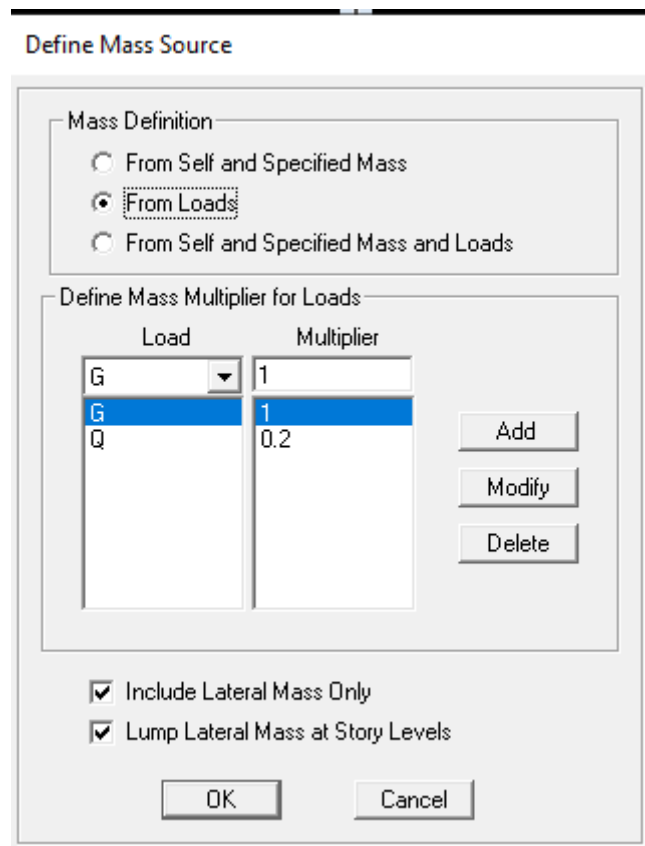 Define Mass Source
Mass Definition
From Self and Specified Mass
From Loads
From Self and Specified Mass and Loads
Define Mass Multiplier for Loads
Load Multiplier
G 1
G 1
Q 0.2
Add
Modify
Delete
Include Lateral Mass Only
Lump Lateral Mass at Story Levels
OK Cancel